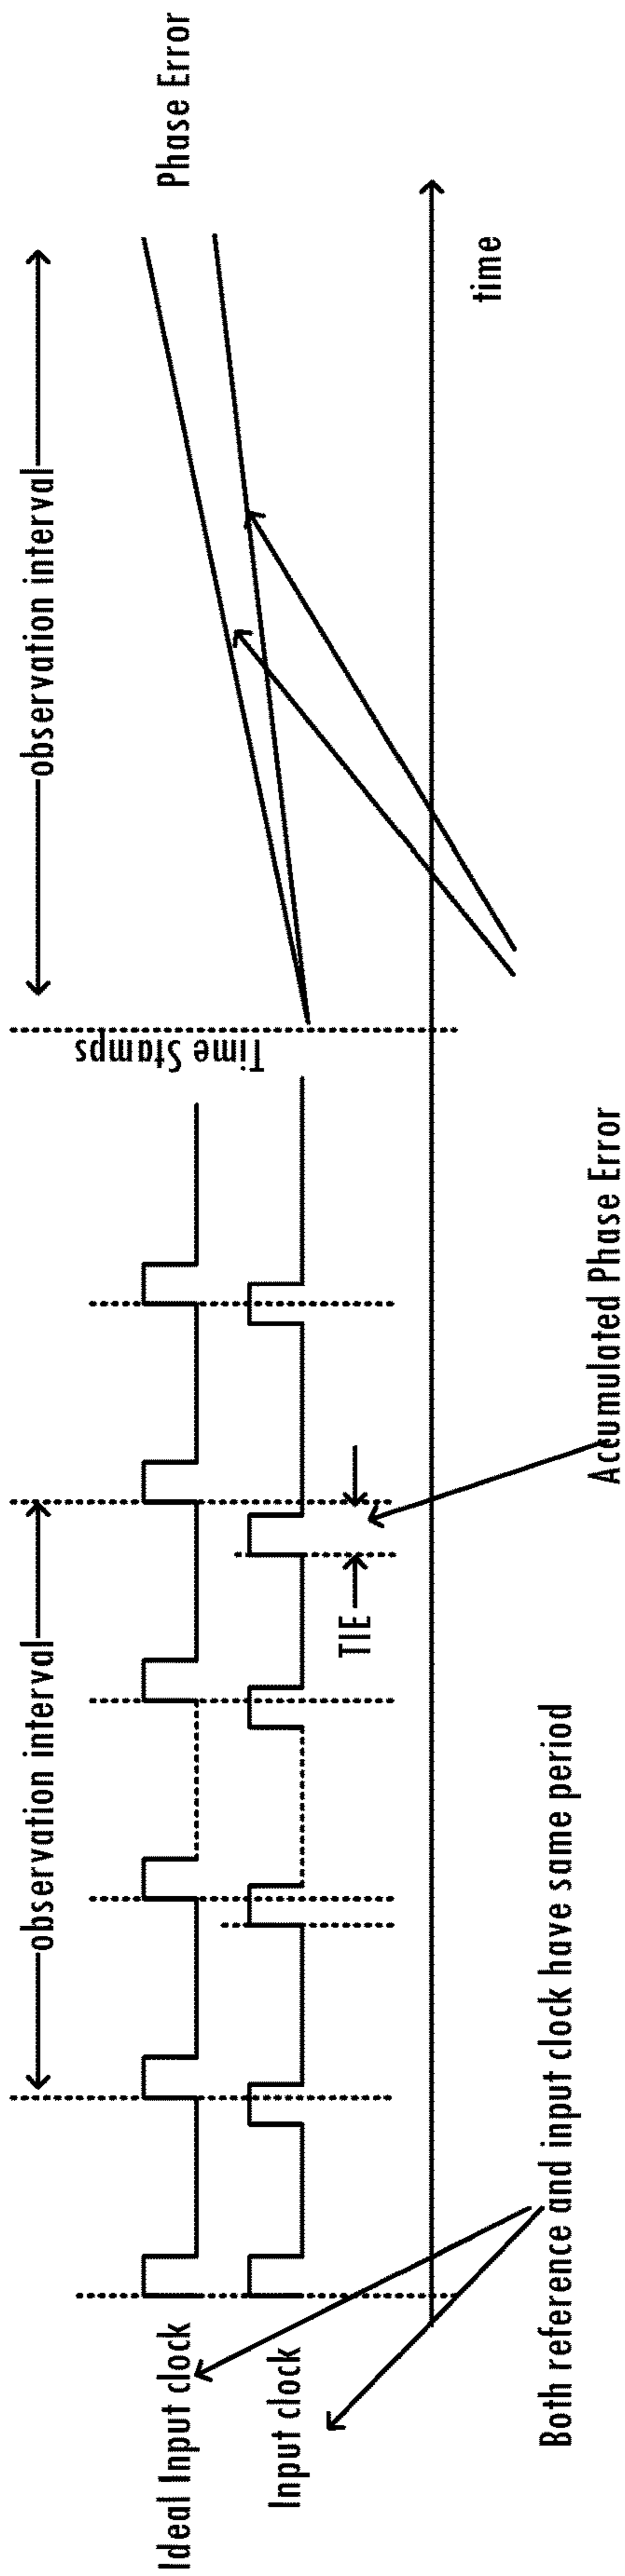 observation interval
observation interval
Ideal Input clock
Input clock
TIE
Time Stamps
Phase Error
time
Both reference and input clock have same period
Accumulated Phase Error